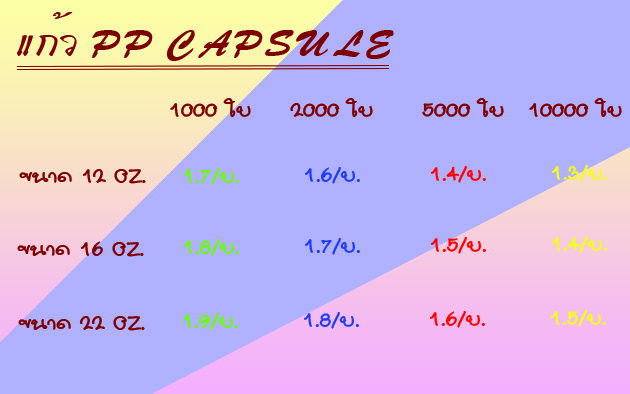 แก้ว PP CAPSULE
1000 ใบ 2000 ใบ 5000 ใบ 10000 ใบ
ขนาด 12 OZ. 1.7/บ. 1.6/บ. 1.4/บ. 1.3/บ.
ขนาด 16 OZ. 1.8/บ. 1.7/บ. 1.5/บ. 1.4/บ.
ขนาด 22 OZ. 1.9/บ. 1.8/บ. 1.6/บ. 1.5/บ.